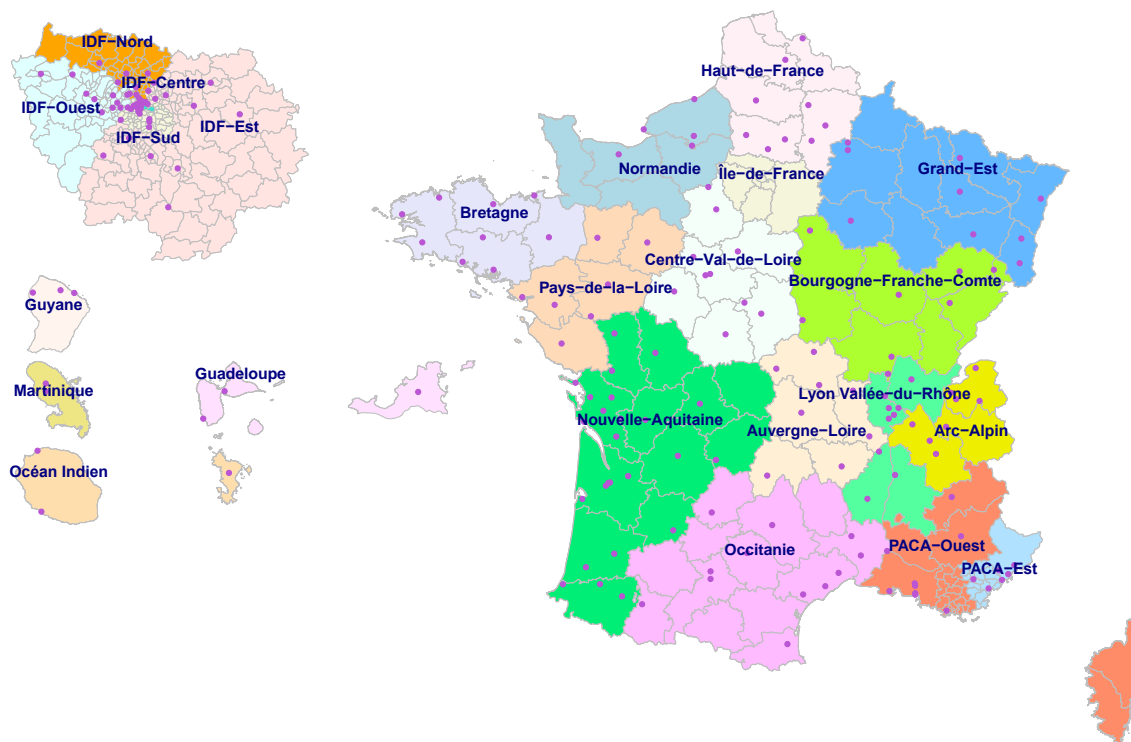 IDF−Nord
IDF−Centre
IDF−Ouest
IDF−Est
IDF−Sud
Haut−de−France
Île−de−France
Normandie
Grand−Est
Bretagne
Centre−Val−de−Loire
Bourgogne−Franche−Comte
Pays−de−la−Loire
Guyane
Guadeloupe
Martinique
Lyon Vallée−du−Rhône
Nouvelle−Aquitaine
Auvergne−Loire
Arc−Alpin
Océan Indien
Occitanie
PACA−Ouest
PACA−Est